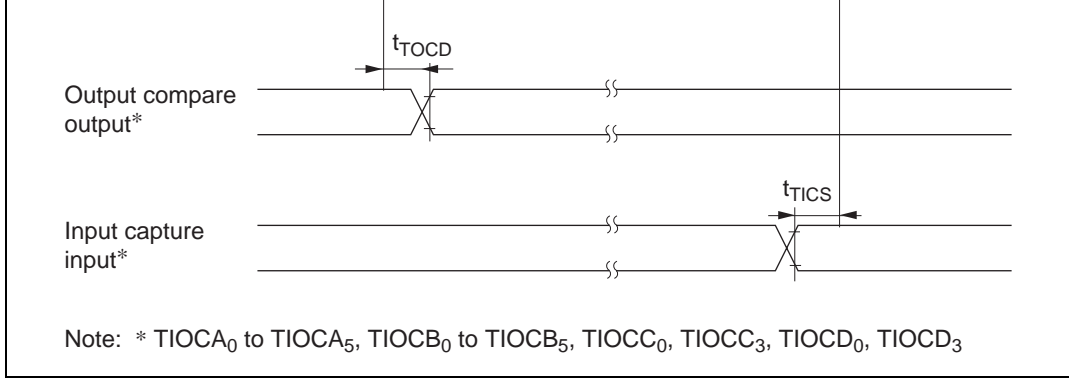 tTOCD
Output compare
output*
tTICS
Input capture
input*
Note: * TIOCA0 to TIOCA5, TIOCB0 to TIOCB5, TIOCC0, TIOCC3, TIOCD0, TIOCD3